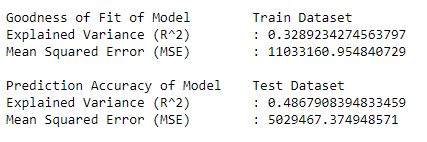 Goodness of Fit of Model Train Dataset
Explained Variance (R^2) : 0.3289234274563797
Mean Squared Error (MSE) : 11033160.954840729
Prediction Accuracy of Model Test Dataset
Explained Variance (R^2) : 0.4867908394833459
Mean Squared Error (MSE) : 5029467.374948571